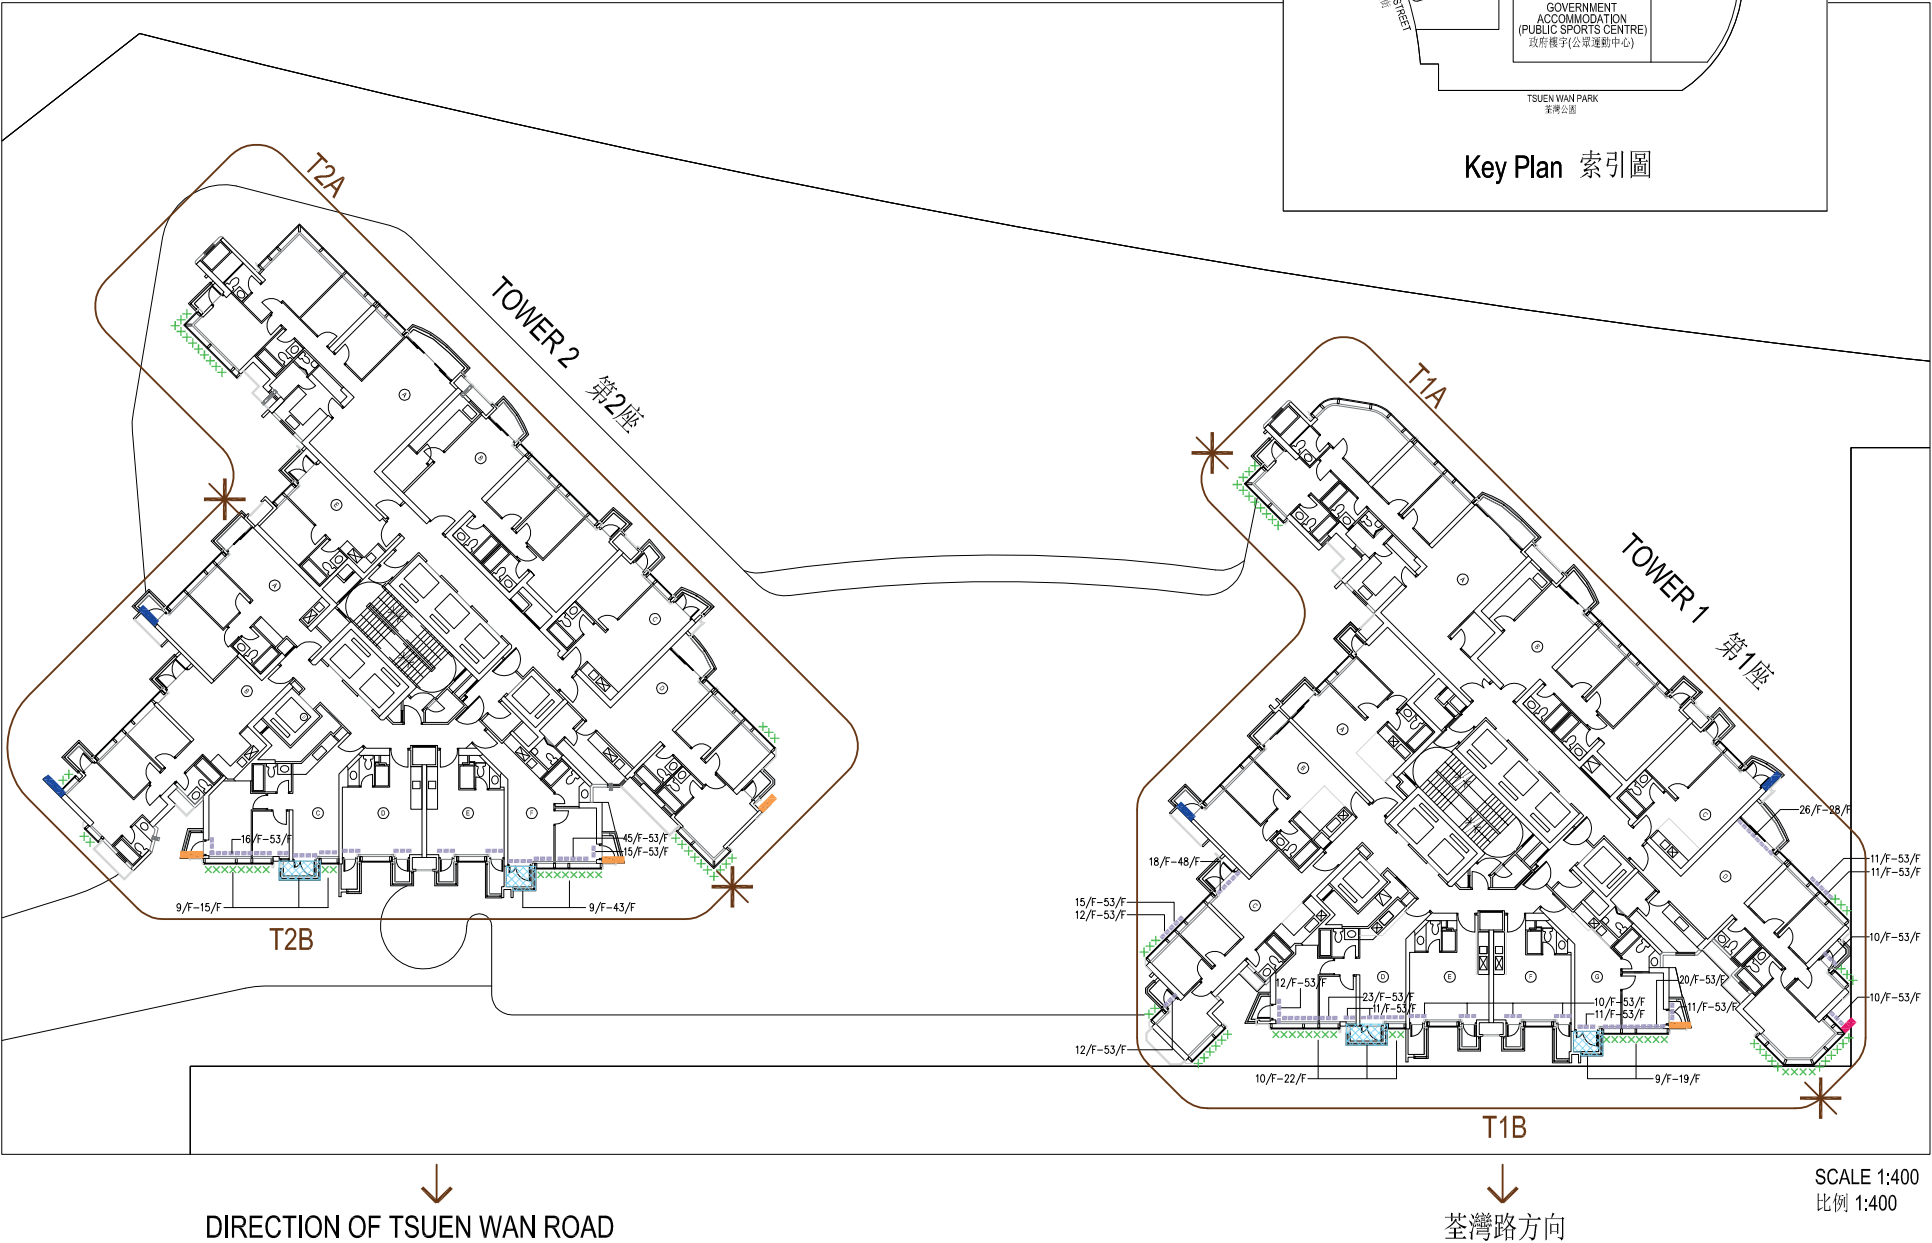 STREET
街
GOVERNMENT
ACCOMMODATION
(PUBLIC SPORTS CENTRE)
政府樓宇(公眾運動中心)
TSUEN WAN PARK
荃灣公園
Key Plan 索引圖
T2A
TOWER 2 第2座
T1A
TOWER 1 第1座
A
B
E
A
C
B
D
C
D
E
F
16/F-53/F
45/F-53/F
15/F-53/F
9/F-15/F
9/F-43/F
T2B
A
B
A
B
C
C
D
D
E
F
G
26/F-28/F
11/F-53/F
11/F-53/F
18/F-48/F
15/F-53/F
12/F-53/F
10/F-53/F
12/F-53/F
23/F-53/F
11/F-53/F
10/F-53/F
11/F-53/F
20/F-53/F
11/F-53/F
10/F-53/F
12/F-53/F
10/F-22/F
9/F-19/F
T1B
DIRECTION OF TSUEN WAN ROAD
荃灣路方向
SCALE 1:400
比例 1:400